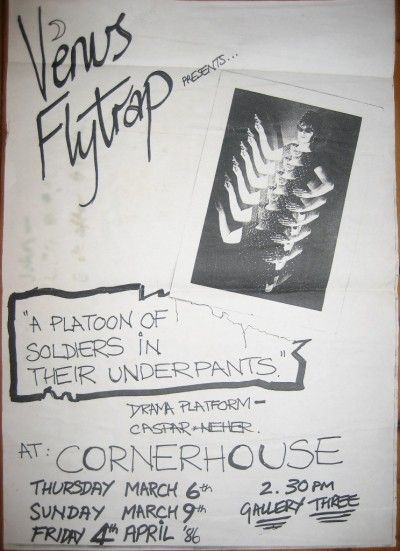 Venus
Flytrap
PRESENTS...
"A PLATOON OF
SOLDIERS IN
THEIR UNDERPANTS."
DRAMA PLATFORM—
CASPAR NEHER.
AT: CORNERHOUSE
THURSDAY MARCH 6th
SUNDAY MARCH 9th
FRIDAY 4th APRIL '86
2.30 PM
GALLERY THREE